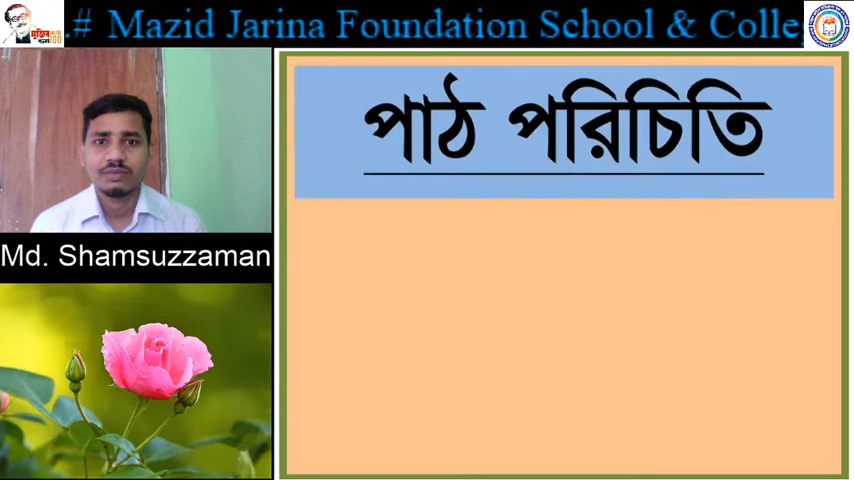 # Mazid Jarina Foundation School & Colle
পাঠ পরিচিতি
Md. Shamsuzzaman